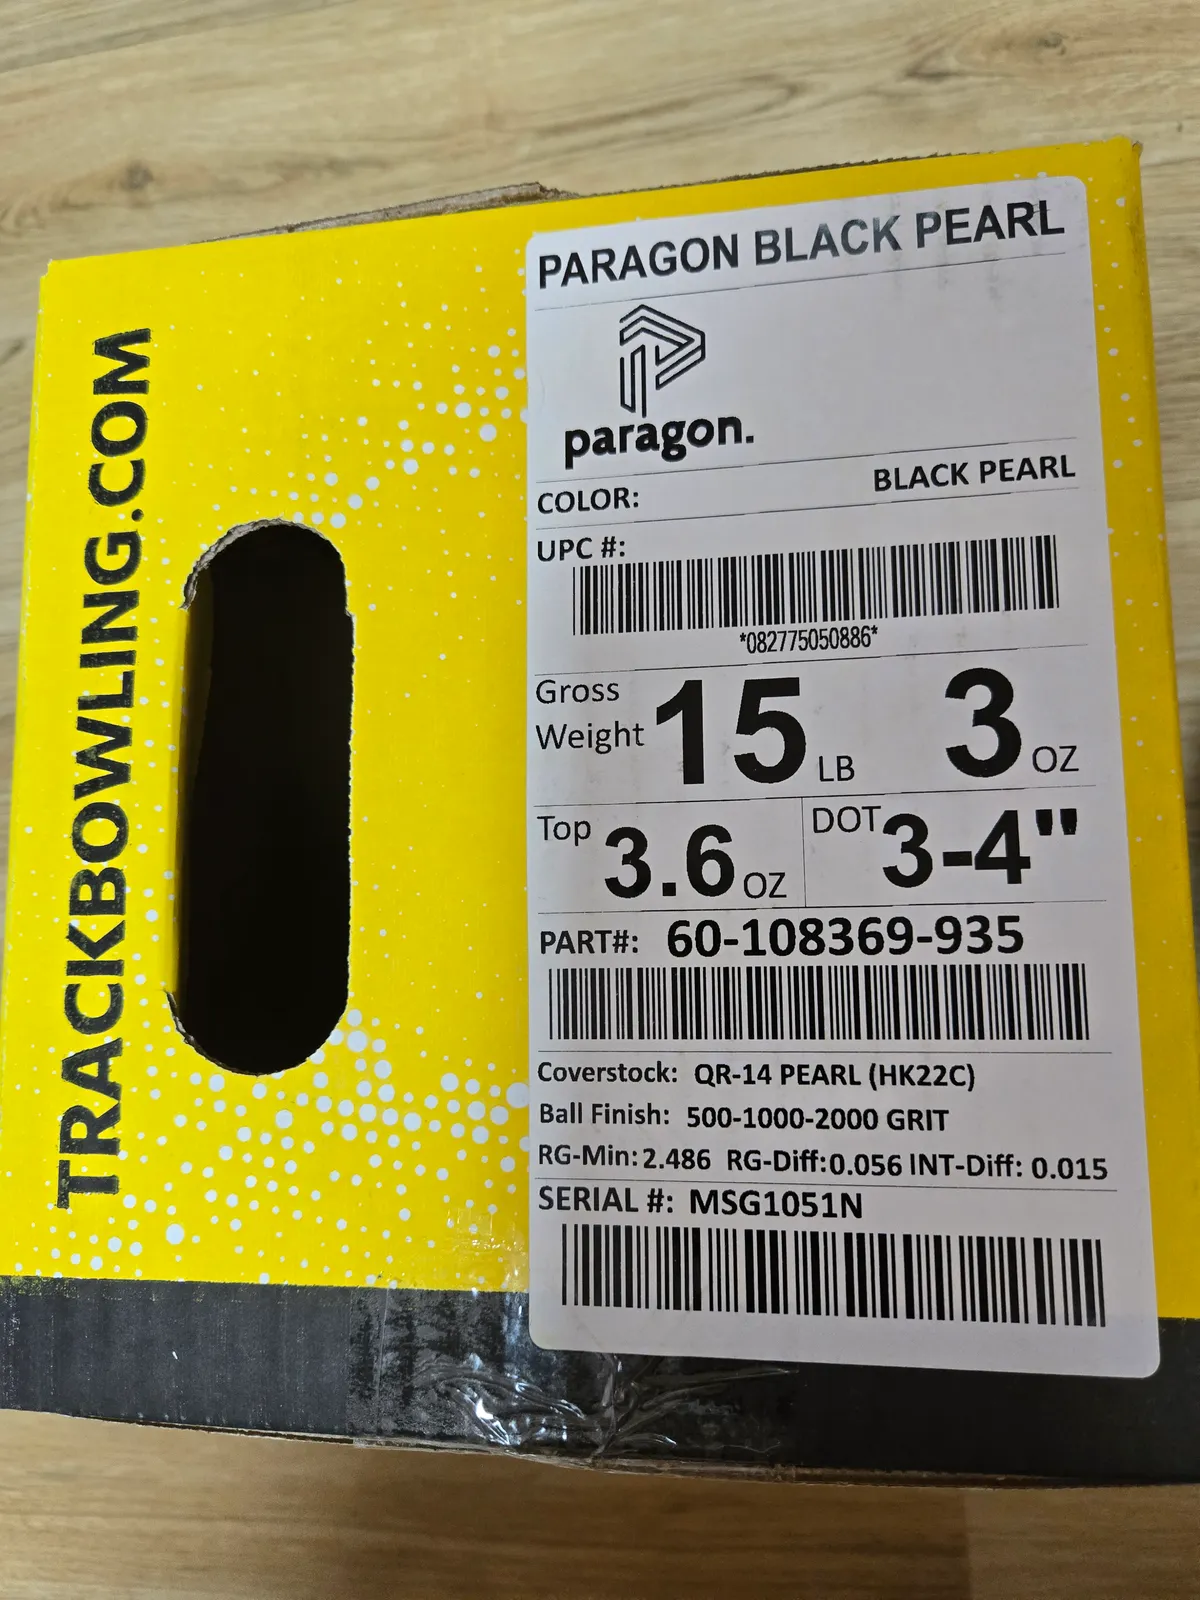 TRACKBOWLING.COM
PARAGON BLACK PEARL
paragon.
COLOR: BLACK PEARL
UPC #:
*082775050886*
Gross Weight 15 LB 3 OZ
Top 3.6 OZ DOT 3-4"
PART#: 60-108369-935
Coverstock: QR-14 PEARL (HK22C)
Ball Finish: 500-1000-2000 GRIT
RG-Min: 2.486 RG-Diff: 0.056 INT-Diff: 0.015
SERIAL #: MSG1051N